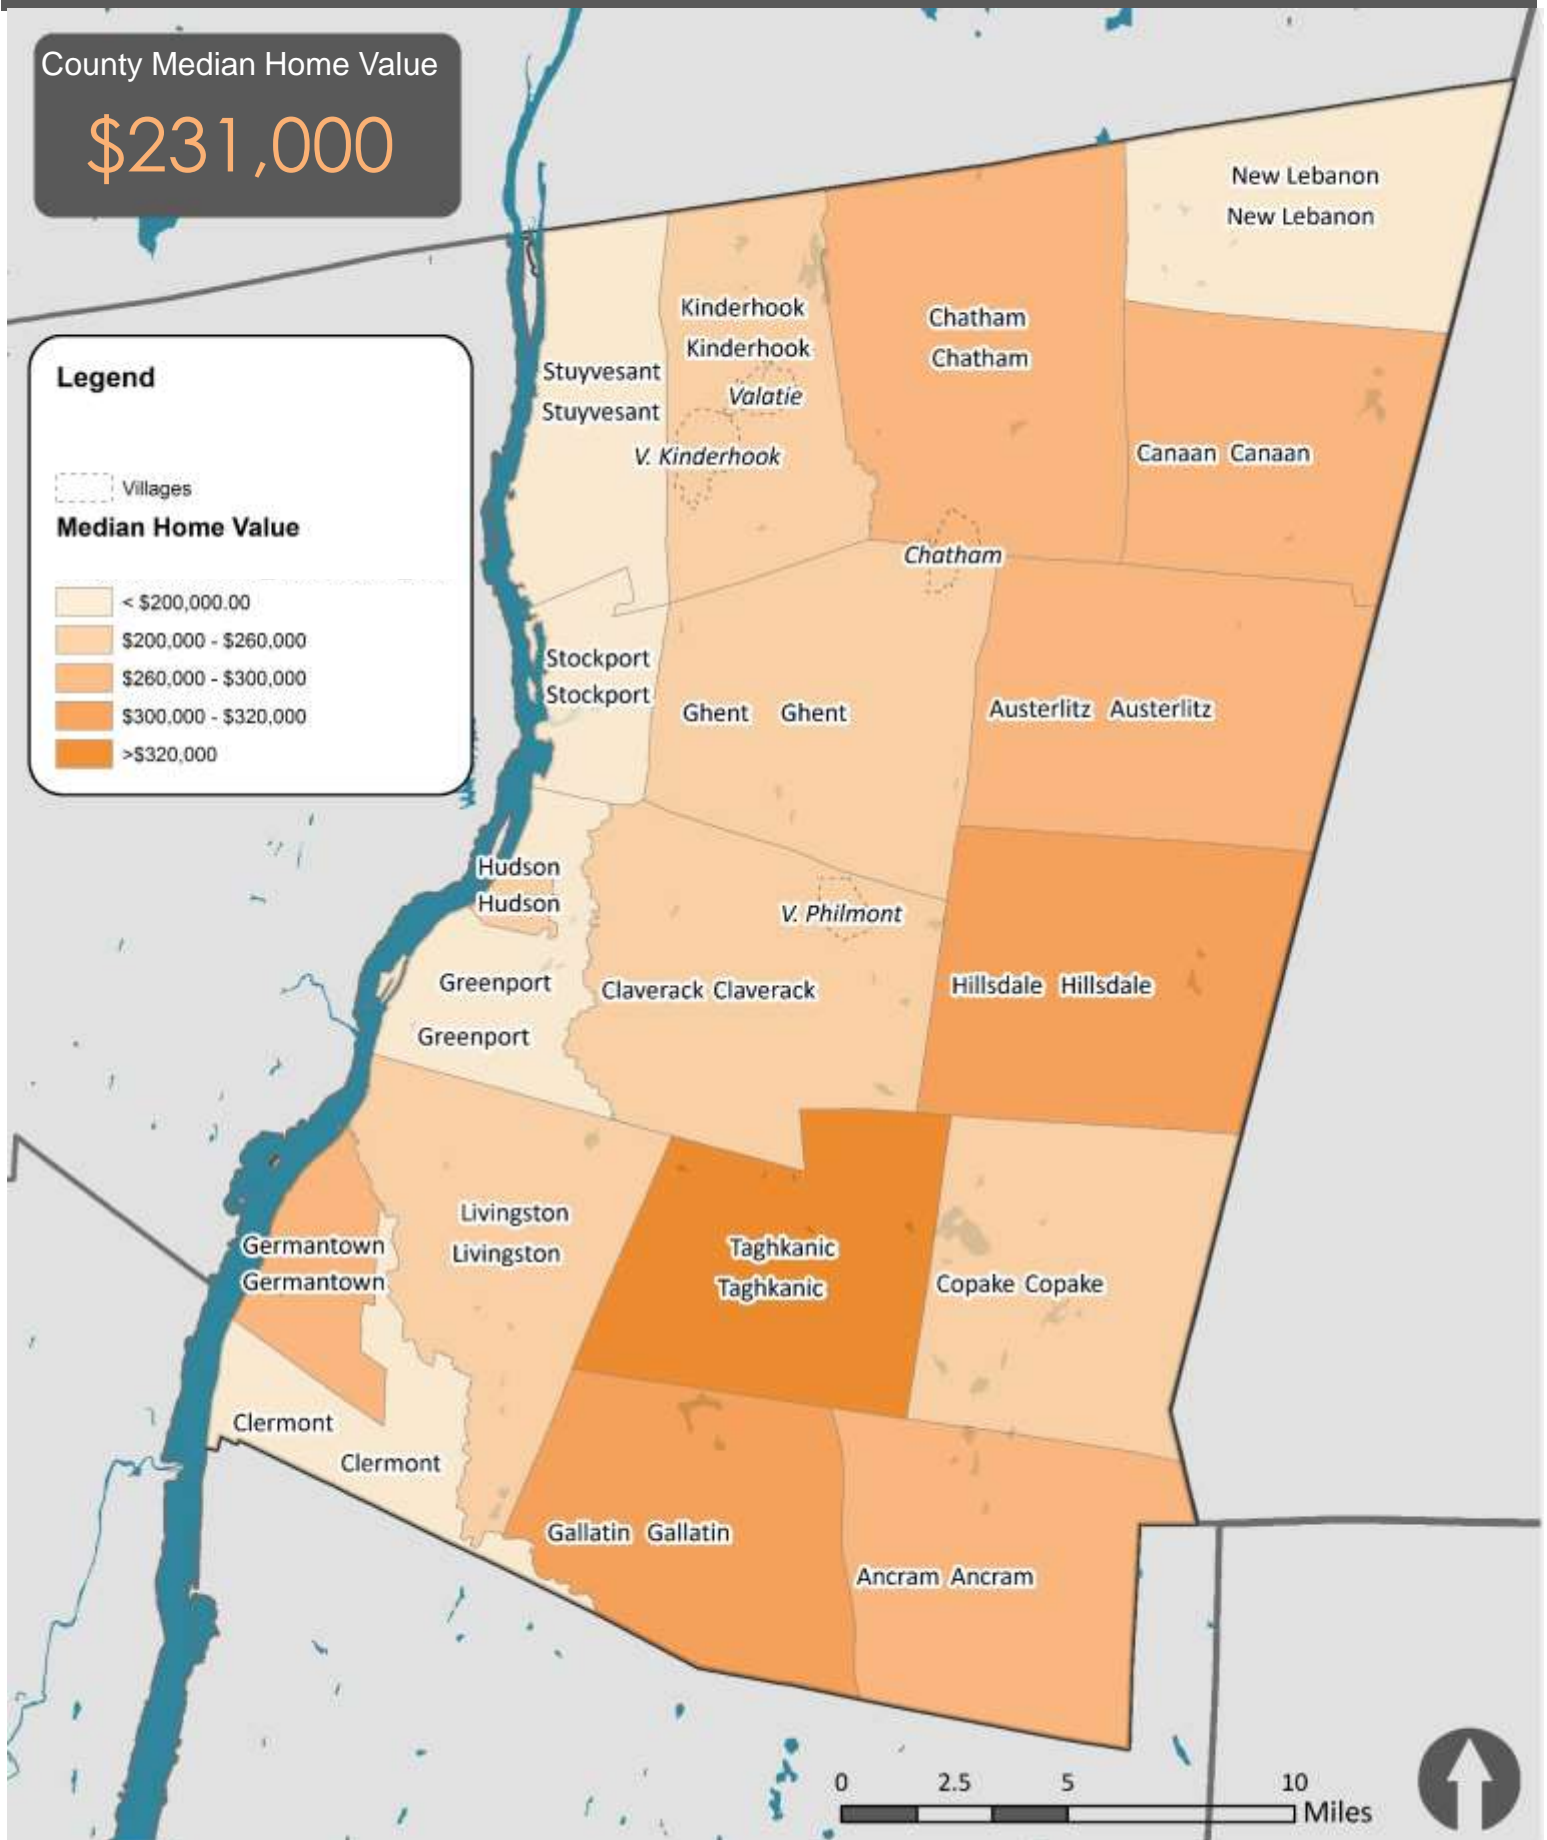 County Median Home Value
$231,000
New Lebanon
New Lebanon
Kinderhook
Kinderhook
Chatham
Chatham
Legend
Stuyvesant
Stuyvesant
Valatie
V. Kinderhook
Canaan Canaan
Villages
Median Home Value
Chatham
< $200,000.00
$200,000 - $260,000
$260,000 - $300,000
$300,000 - $320,000
>$320,000
Stockport
Stockport
Ghent Ghent
Austerlitz Austerlitz
Hudson
Hudson
V. Philmont
Greenport
Greenport
Claverack Claverack
Hillsdale Hillsdale
Livingston
Livingston
Germantown
Germantown
Taghkanic
Taghkanic
Copake Copake
Clermont
Clermont
Gallatin Gallatin
Ancram Ancram
0 2.5 5 10
Miles